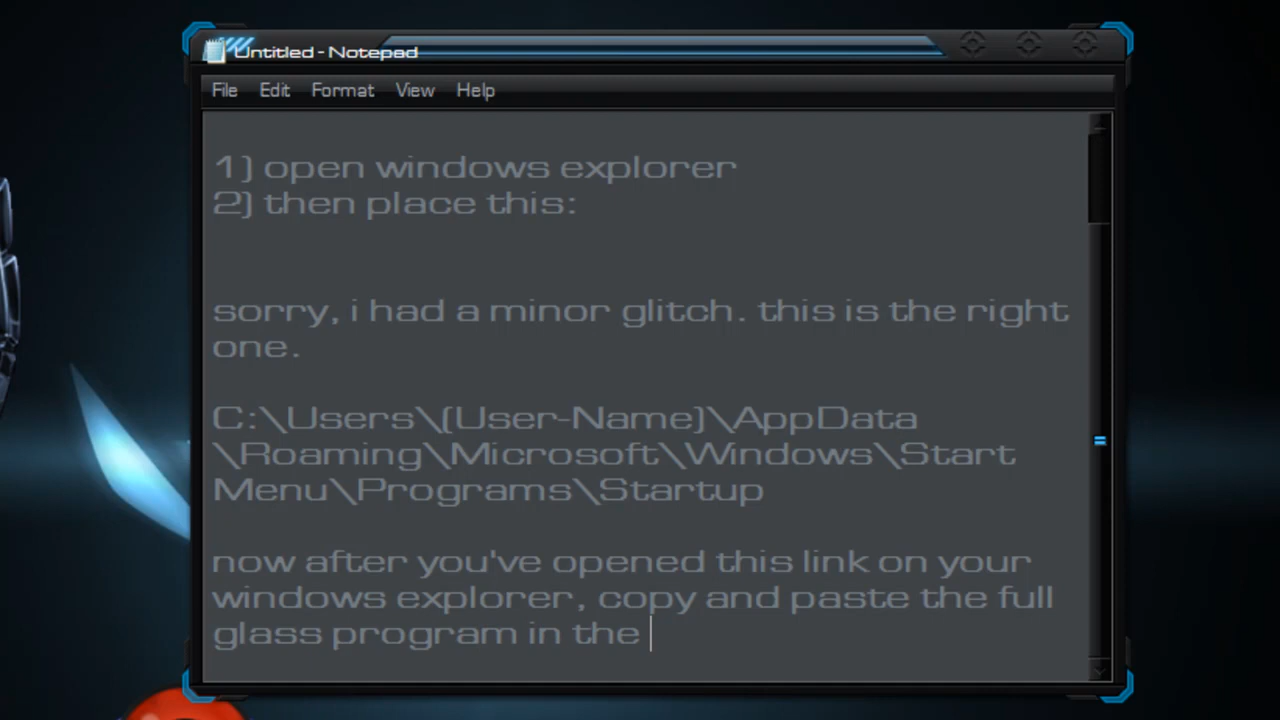 Untitled - Notepad
File Edit Format View Help
1) open windows explorer
2) then place this:
sorry, i had a minor glitch. this is the right
one.
C:\Users\(User-Name)\AppData
\Roaming\Microsoft\Windows\Start
Menu\Programs\Startup
now after you've opened this link on your
windows explorer, copy and paste the full
glass program in the